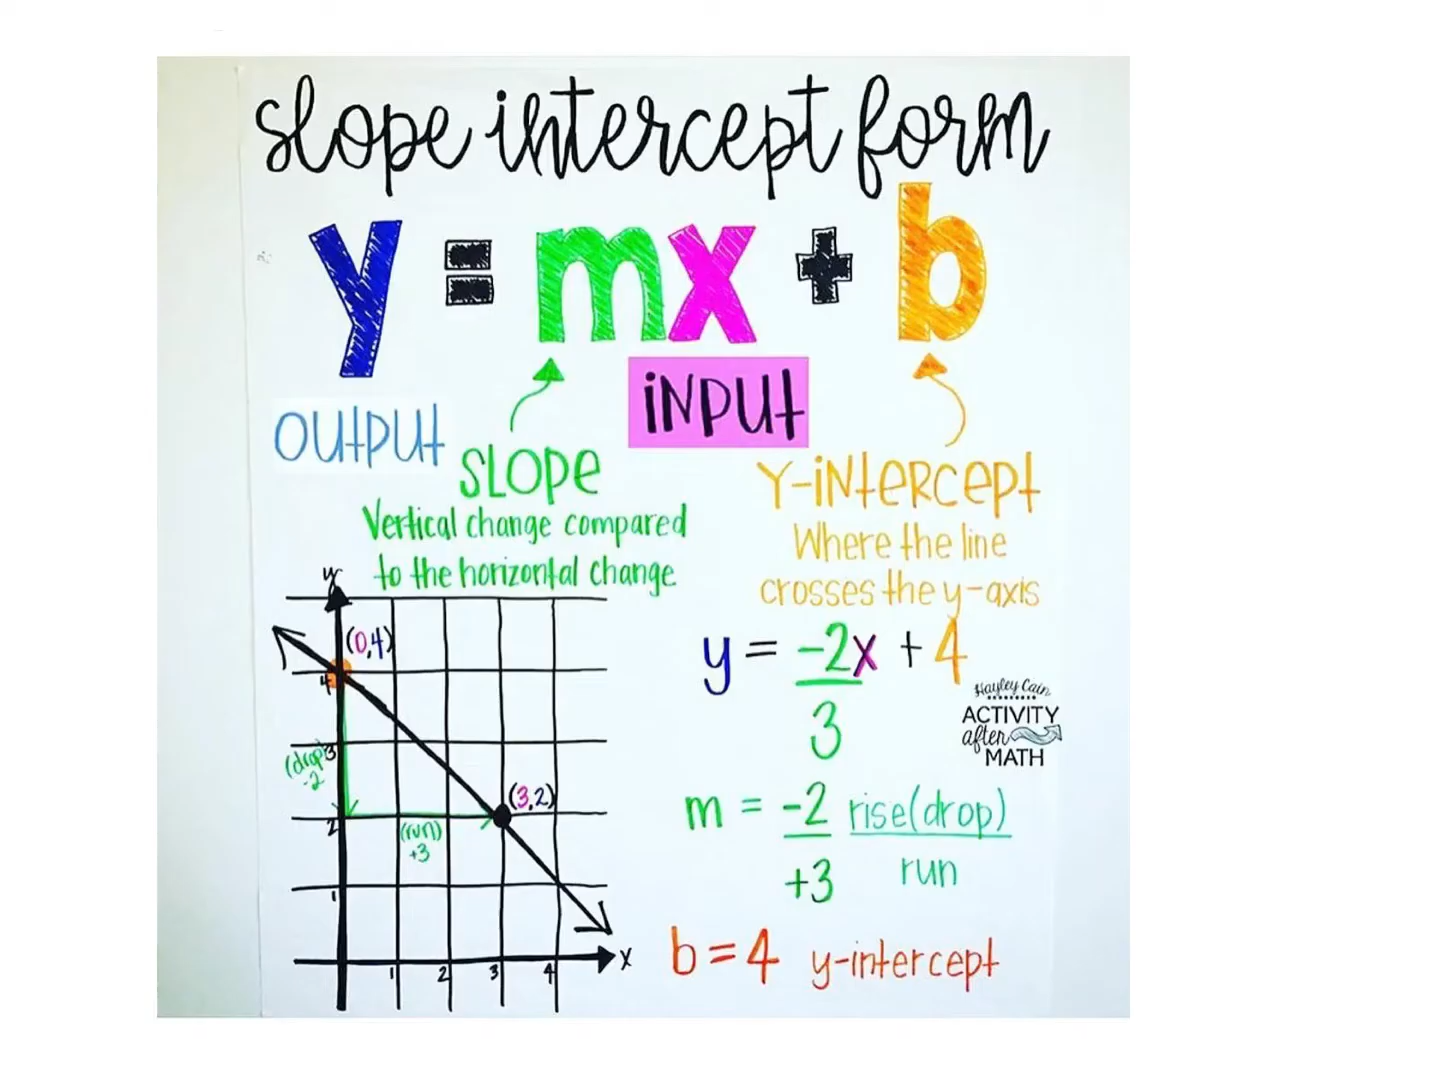 slope intercept form
y = mx + b
INPUT
OUTPUT
SLOPE
Vertical change compared
to the horizontal change
Y-INTERCEPT
Where the line
crosses the y-axis
y
(0,4)
4
(drop)
-2
3
2
(run)
+3
(3,2)
1
1 2 3 4
x
y = -2x + 4
3
Hayley Cain
ACTIVITY
after
MATH
m = -2 rise(drop)
+3 run
b = 4 y-intercept